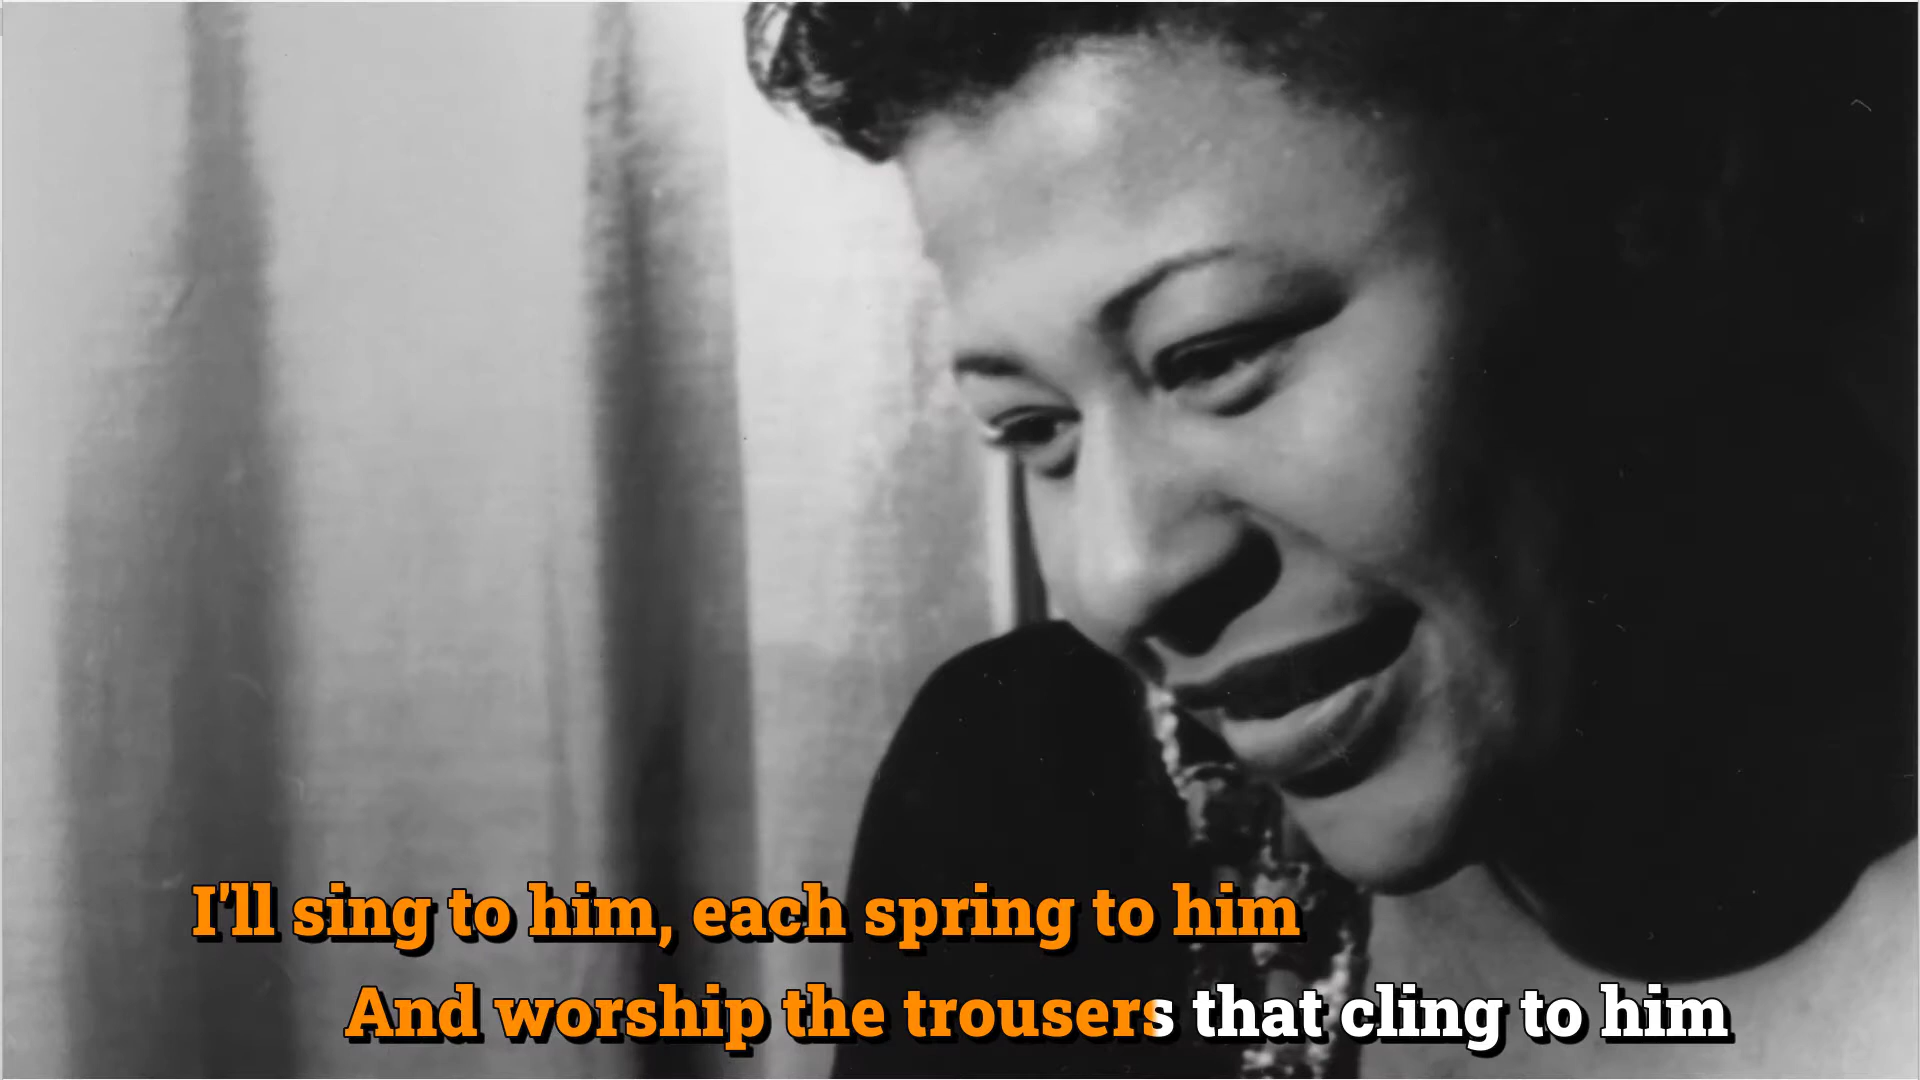 I'll sing to him, each spring to him
And worship the trousers that cling to him